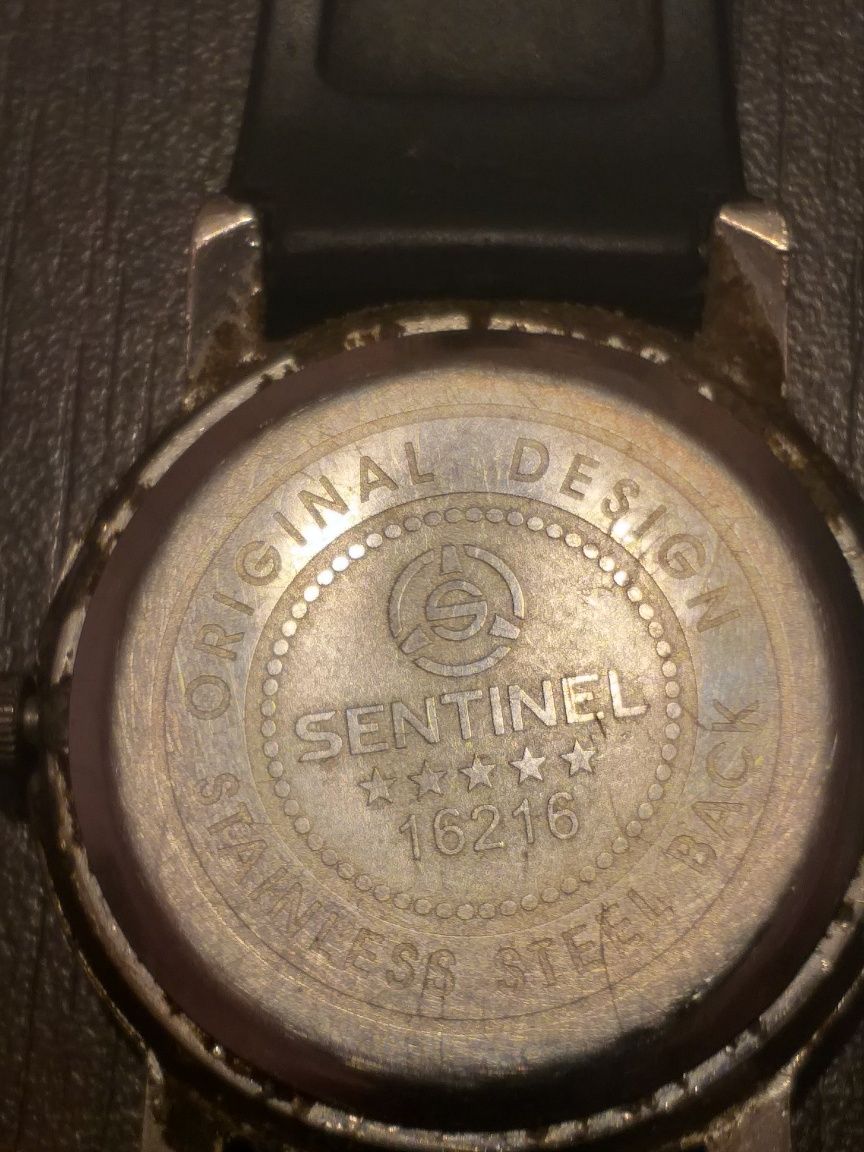 ORIGINAL DESIGN
S
SENTINEL
16216
STAINLESS STEEL BACK